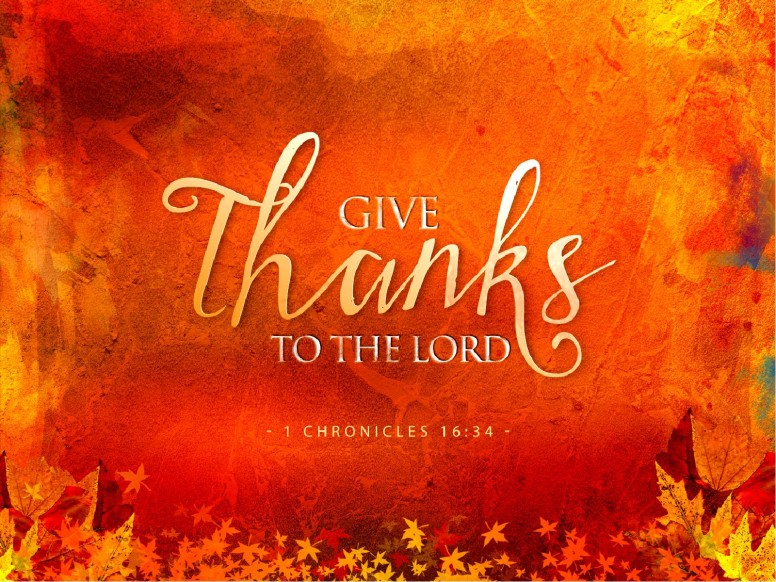 GIVE
Thanks
TO THE LORD
- 1 CHRONICLES 16:34 -